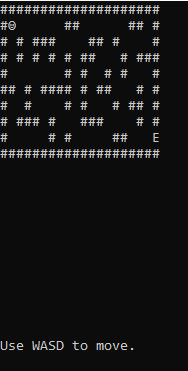 ####################
#☺      ##      ## #
# # ###    ## #    #
# # # # # ##   # ###
#       # #  # #   #
## # #### # ##   # #
#  #    #  #  # ## #
# ### #   ###    # #
#     # #     ##   E
####################
Use WASD to move.